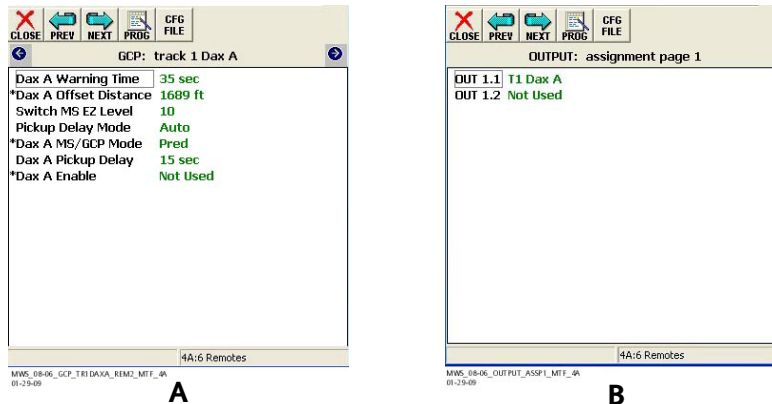 CLOSE PREV NEXT PROG CFG FILE
GCP: track 1 Dax A
Dax A Warning Time 35 sec
*Dax A Offset Distance 1689 ft
Switch MS EZ Level 10
Pickup Delay Mode Auto
*Dax A MS/GCP Mode Pred
Dax A Pickup Delay 15 sec
*Dax A Enable Not Used
4A:6 Remotes
MWS_08-06_GCP_TR1DAXA_REM2_MTF_4A
01-29-09
A
CLOSE PREV NEXT PROG CFG FILE
OUTPUT: assignment page 1
OUT 1.1 T1 Dax A
OUT 1.2 Not Used
4A:6 Remotes
MWS_08-06_OUTPUT_ASSP1_MTF_4A
01-29-09
B